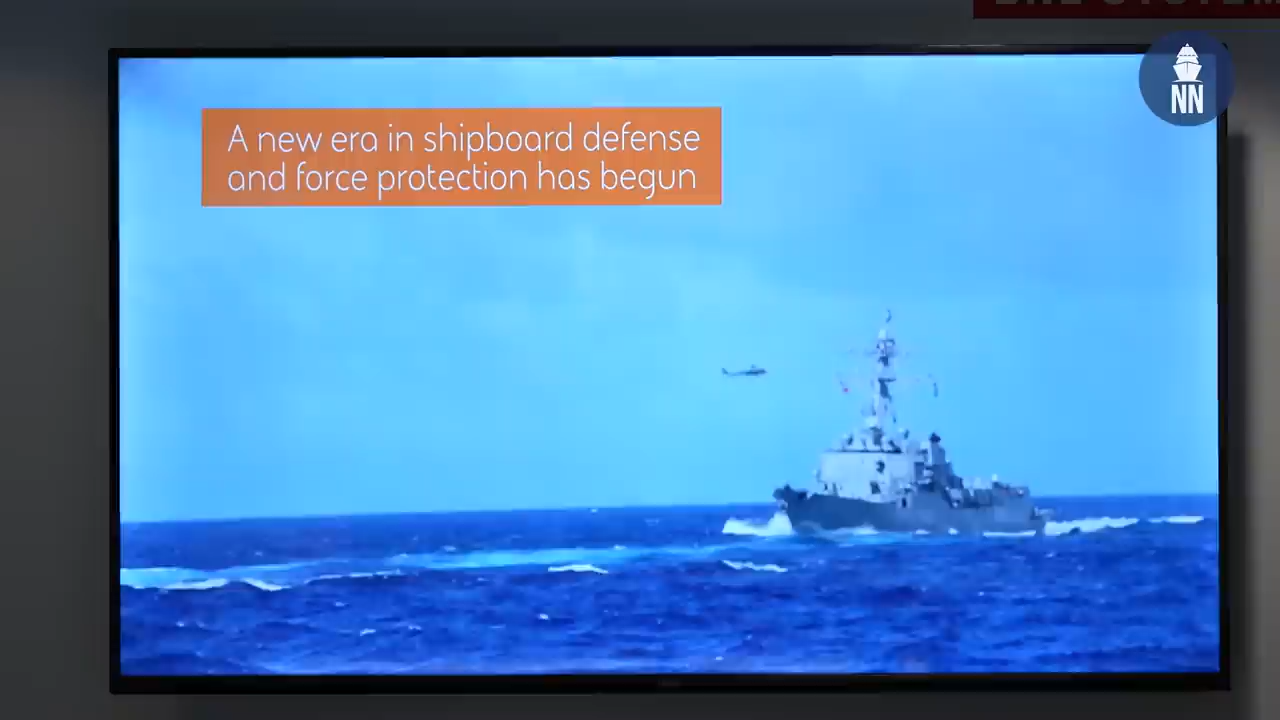 A new era in shipboard defense
and force protection has begun
NN